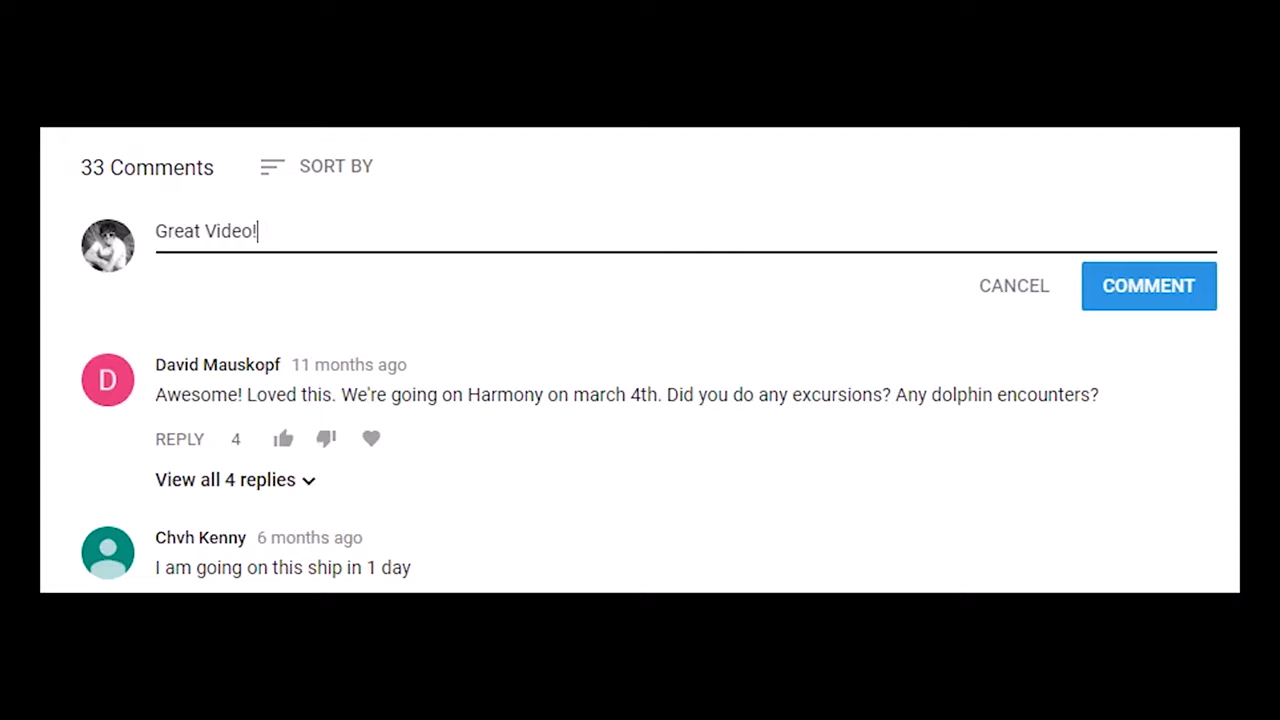 33 Comments SORT BY
Great Video!
CANCEL COMMENT
D
David Mauskopf 11 months ago
Awesome! Loved this. We're going on Harmony on march 4th. Did you do any excursions? Any dolphin encounters?
REPLY 4
View all 4 replies
Chvh Kenny 6 months ago
I am going on this ship in 1 day